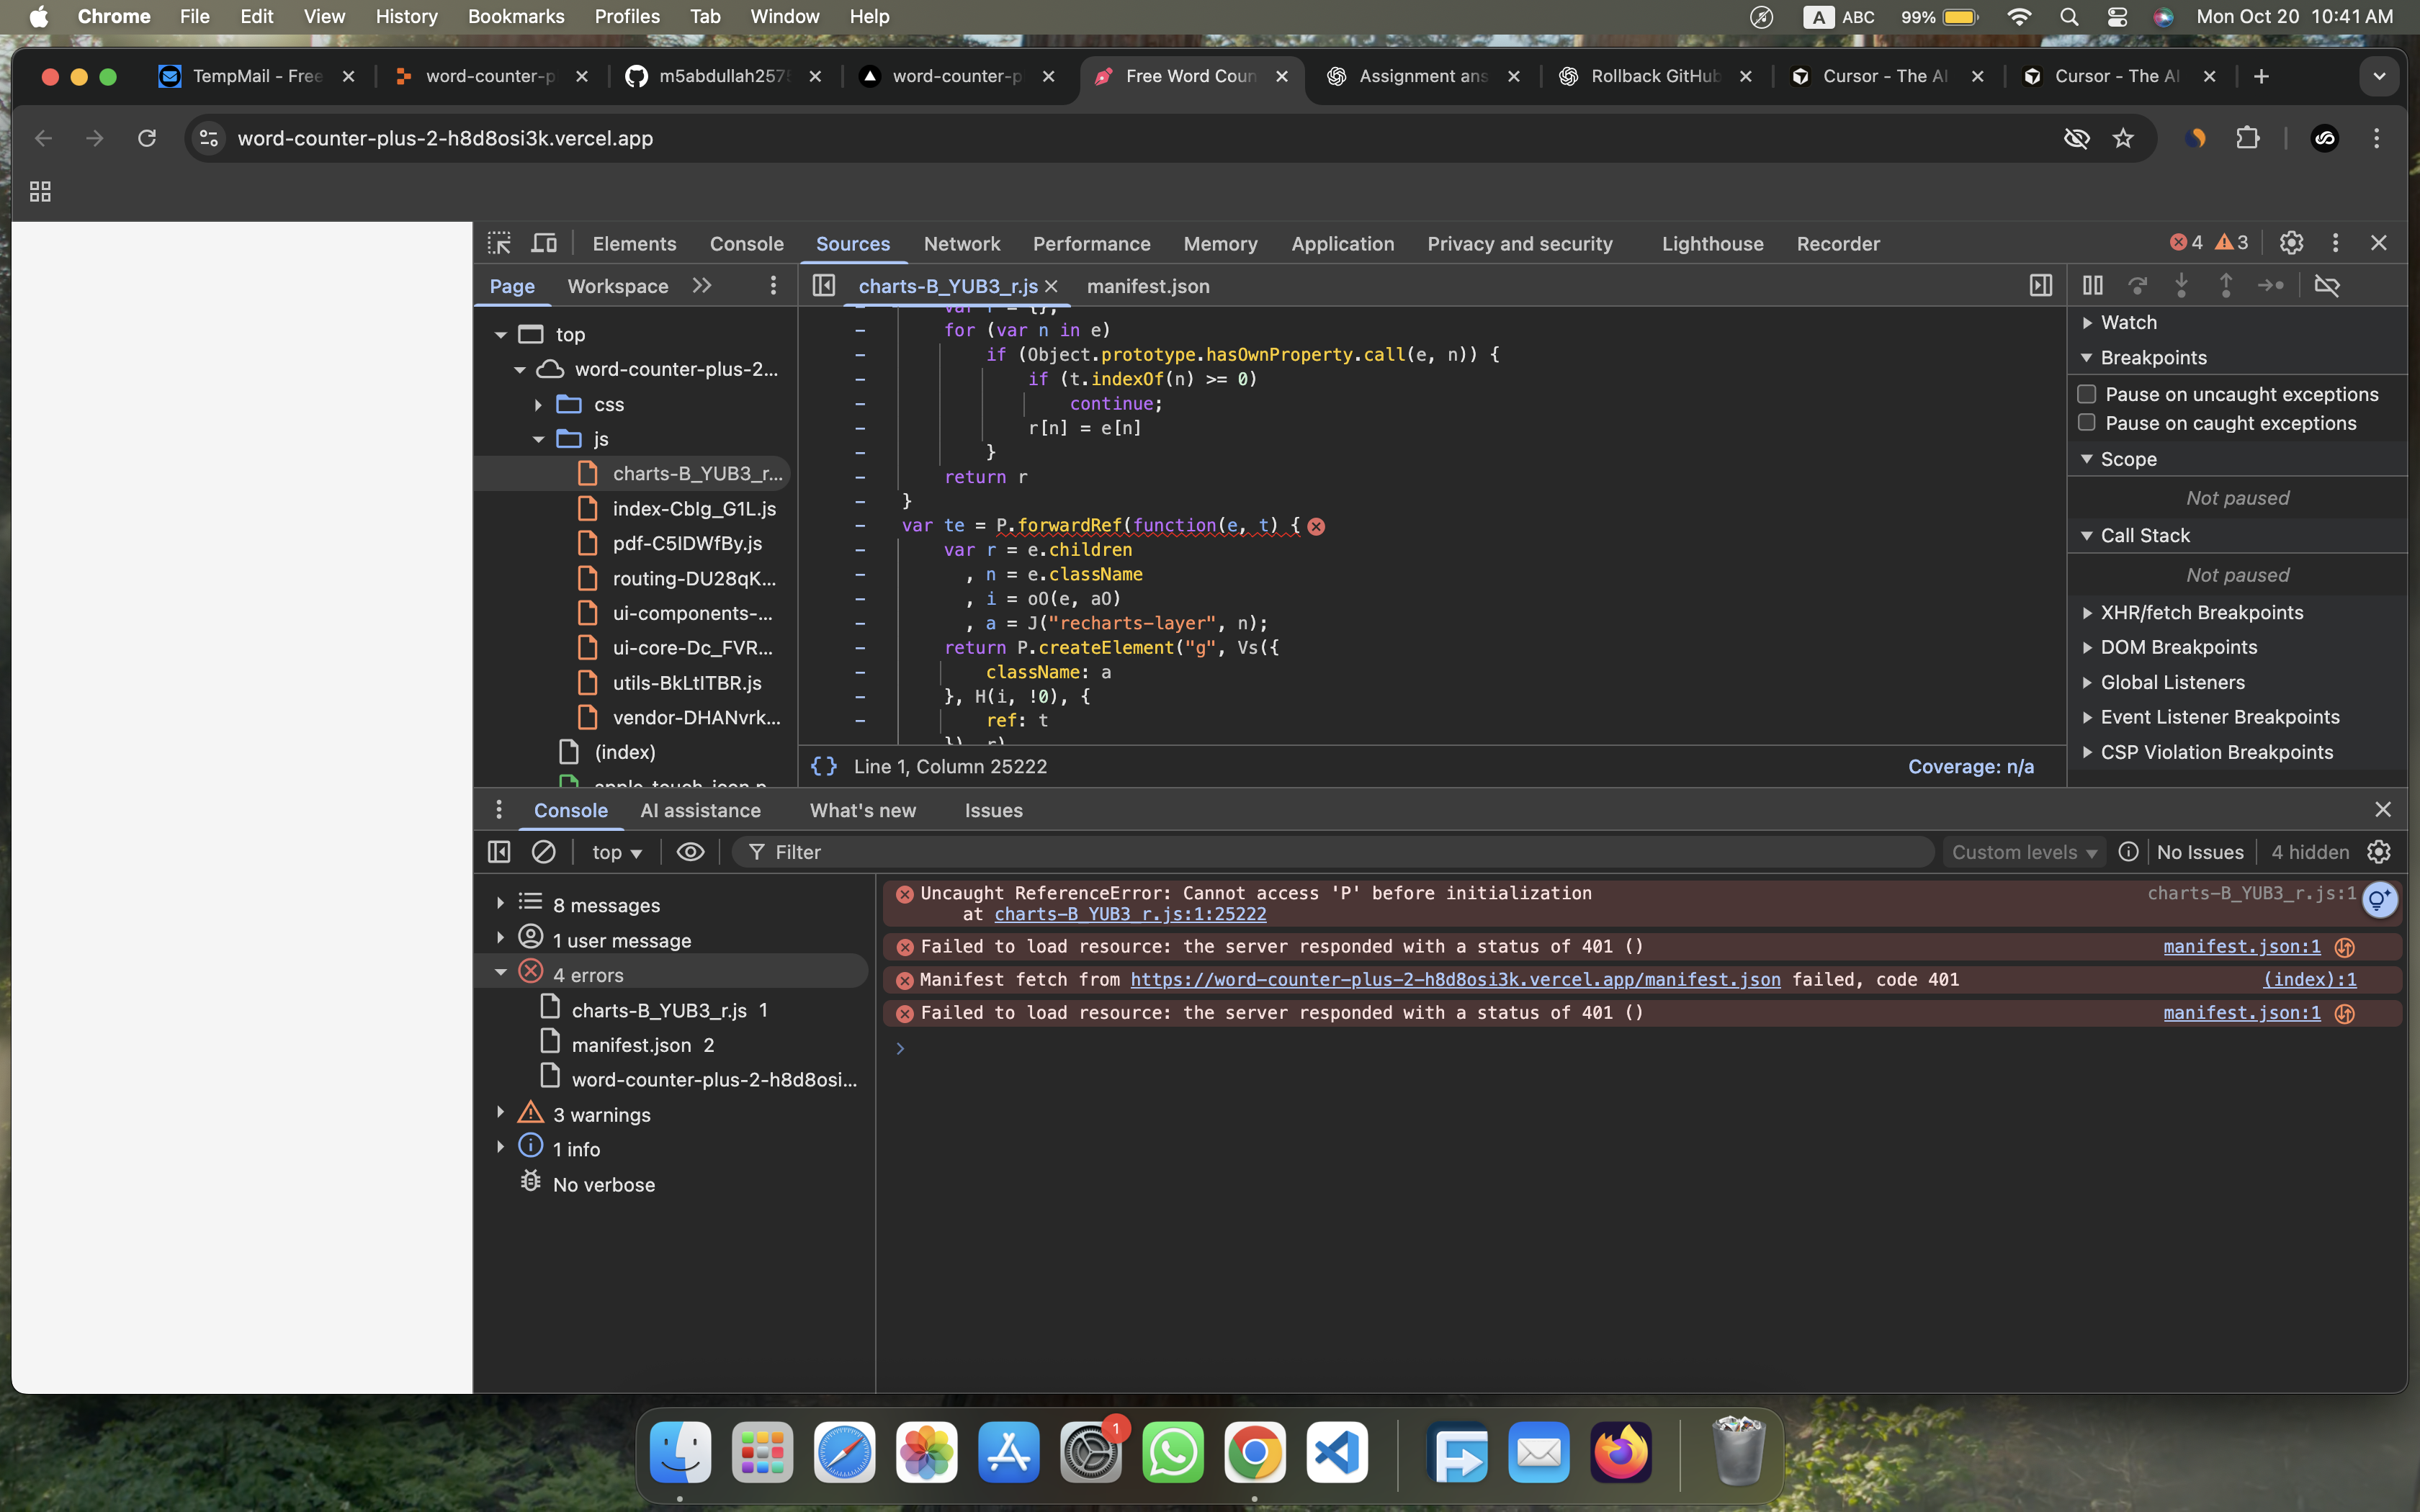 Chrome File Edit View History Bookmarks Profiles Tab Window Help
A ABC 99% Mon Oct 20 10:41 AM
TempMail - Free
word-counter-p
m5abdullah2575
word-counter-p
Free Word Coun
Assignment ans
Rollback GitHub
Cursor - The AI
Cursor - The AI
word-counter-plus-2-h8d8osi3k.vercel.app
Elements Console Sources Network Performance Memory Application Privacy and security Lighthouse Recorder 4 3
Page Workspace
charts-B_YUB3_r.js manifest.json
top
word-counter-plus-2...
css
js
charts-B_YUB3_r...
index-CbIg_G1L.js
pdf-C5IDWfBy.js
routing-DU28qK...
ui-components-...
ui-core-Dc_FVR...
utils-BkLtITBR.js
vendor-DHANvrk...
(index)
apple-touch-icon.p
var r = {};
for (var n in e)
if (Object.prototype.hasOwnProperty.call(e, n)) {
if (t.indexOf(n) >= 0)
continue;
r[n] = e[n]
}
return r
}
var te = P.forwardRef(function(e, t) {
var r = e.children
, n = e.className
, i = oO(e, aO)
, a = J("recharts-layer", n);
return P.createElement("g", Vs({
className: a
}, H(i, !0), {
ref: t
}), r)
{} Line 1, Column 25222 Coverage: n/a
Watch
Breakpoints
Pause on uncaught exceptions
Pause on caught exceptions
Scope
Not paused
Call Stack
Not paused
XHR/fetch Breakpoints
DOM Breakpoints
Global Listeners
Event Listener Breakpoints
CSP Violation Breakpoints
Console AI assistance What's new Issues
top Filter Custom levels No Issues 4 hidden
8 messages
1 user message
4 errors
charts-B_YUB3_r.js 1
manifest.json 2
word-counter-plus-2-h8d8osi...
3 warnings
1 info
No verbose
Uncaught ReferenceError: Cannot access 'P' before initialization charts-B_YUB3_r.js:1
at charts-B_YUB3_r.js:1:25222
Failed to load resource: the server responded with a status of 401 () manifest.json:1
Manifest fetch from https://word-counter-plus-2-h8d8osi3k.vercel.app/manifest.json failed, code 401 (index):1
Failed to load resource: the server responded with a status of 401 () manifest.json:1
1